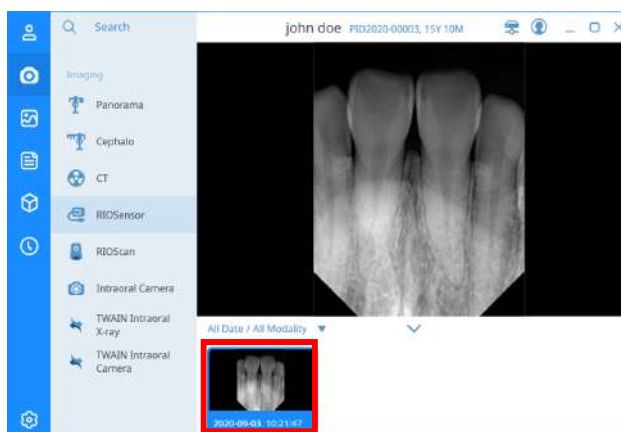 Search
john doe PID2020-00003, 15Y 10M
Imaging
Panorama
Cephalo
CT
RIOSensor
RIOScan
Intraoral Camera
TWAIN Intraoral
X-ray
TWAIN Intraoral
Camera
All Date / All Modality
2020-09-03 10:21:47